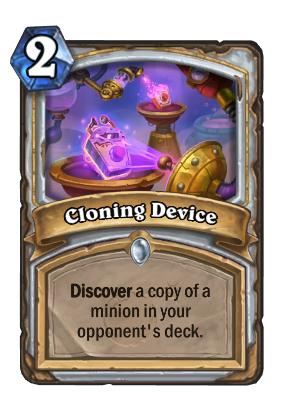 2
Cloning Device
Discover a copy of a
minion in your
opponent's deck.